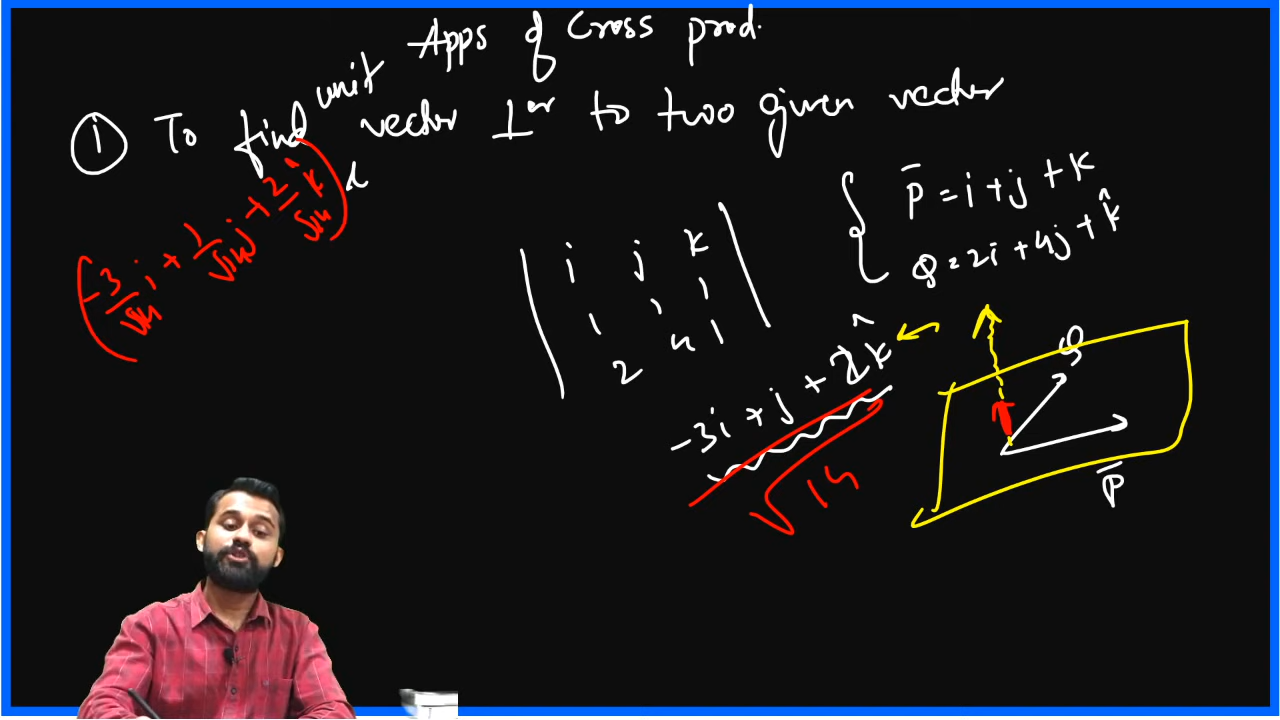 Apps of Cross prod.
① To find unit vector ⊥ar to two given vector
(-3/√14 i + 1/√14 j + 2/√14 k̂)
P̄ = i + j + k
Q = 2i + 4j + k̂
| i j k |
| 1 1 1 |
| 2 4 1 |
-3i + j + 2k̂
√14
Q
P̄